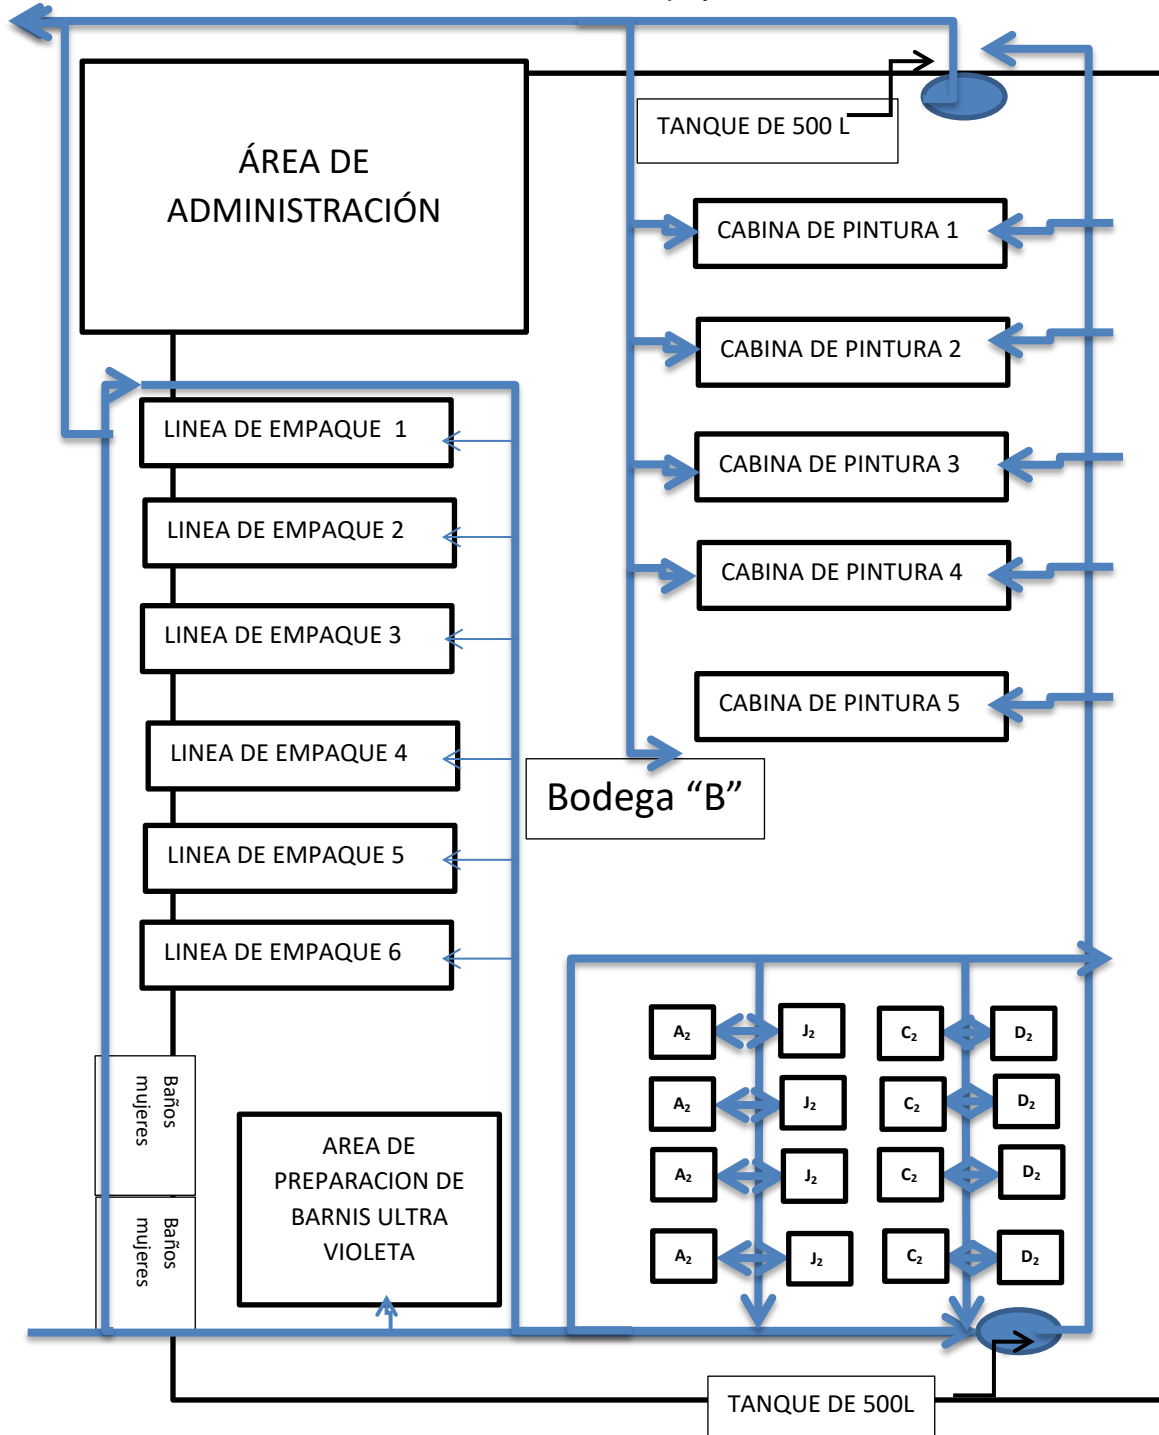 TANQUE DE 500 L
ÁREA DE
ADMINISTRACIÓN
CABINA DE PINTURA 1
CABINA DE PINTURA 2
LINEA DE EMPAQUE  1
CABINA DE PINTURA 3
LINEA DE EMPAQUE 2
CABINA DE PINTURA 4
LINEA DE EMPAQUE 3
CABINA DE PINTURA 5
LINEA DE EMPAQUE 4
Bodega “B”
LINEA DE EMPAQUE 5
LINEA DE EMPAQUE 6
A₂ J₂ C₂ D₂
A₂ J₂ C₂ D₂
A₂ J₂ C₂ D₂
A₂ J₂ C₂ D₂
Baños
mujeres
Baños
mujeres
AREA DE
PREPARACION DE
BARNIS ULTRA
VIOLETA
TANQUE DE 500L